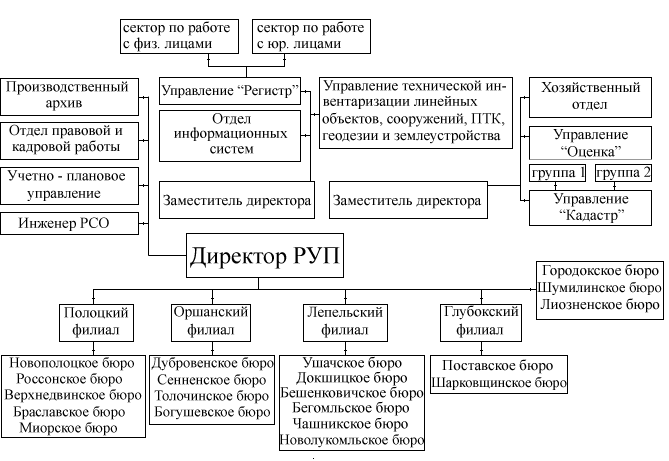 сектор по работе
с физ. лицами
сектор по работе
с юр. лицами
Производственный
архив
Управление “Регистр”
Управление технической ин-
вентаризации линейных
объектов, сооружений, ПТК,
геодезии и землеустройства
Хозяйственный
отдел
Отдел правовой и
кадровой работы
Отдел
информационных
систем
Управление
“Оценка”
Учетно - плановое
управление
группа 1
группа 2
Заместитель директора
Заместитель директора
Управление
“Кадастр”
Инженер РСО
Директор РУП
Городокское бюро
Шумилинское бюро
Лиозненское бюро
Полоцкий
филиал
Оршанский
филиал
Лепельский
филиал
Глубокский
филиал
Новополоцкое бюро
Россонское бюро
Верхнедвинское бюро
Браславское бюро
Миорское бюро
Дубровенское бюро
Сенненское бюро
Толочинское бюро
Богушевское бюро
Ушачское бюро
Докшицкое бюро
Бешенковичское бюро
Бегомльское бюро
Чашникское бюро
Новолукомльское бюро
Поставское бюро
Шарковщинское бюро